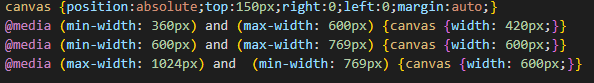 canvas {position:absolute;top:150px;right:0;left:0;margin:auto;}
@media (min-width: 360px) and (max-width: 600px) {canvas {width: 420px;}}
@media (min-width: 600px) and (max-width: 769px) {canvas {width: 600px;}}
@media (max-width: 1024px) and  (min-width: 769px) {canvas {width: 600px;}}